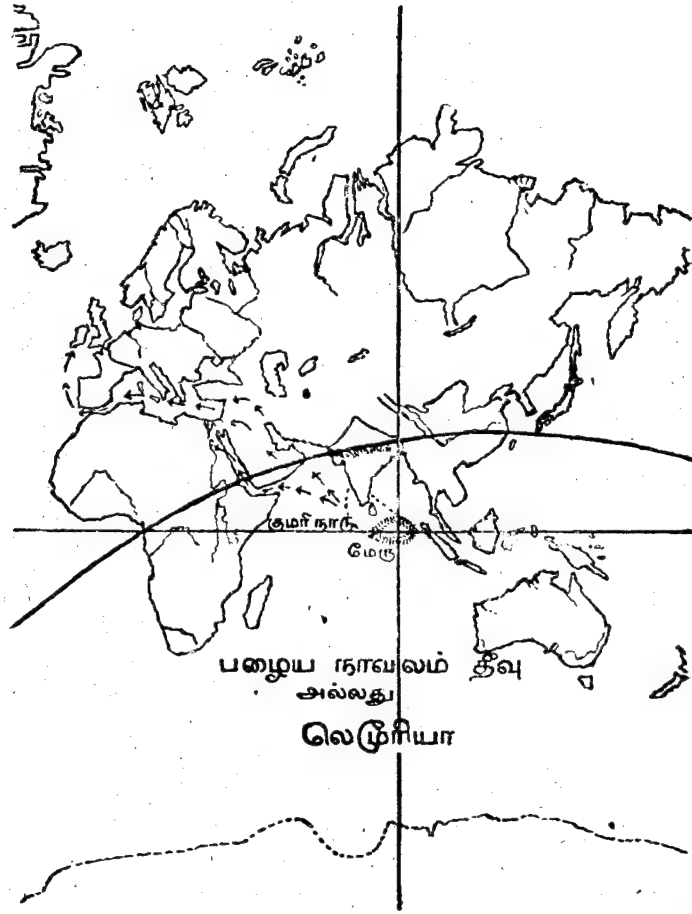 குமரிநாடு
மேரு
பழைய நாவலம் தீவு
அல்லது
லெமூரியா